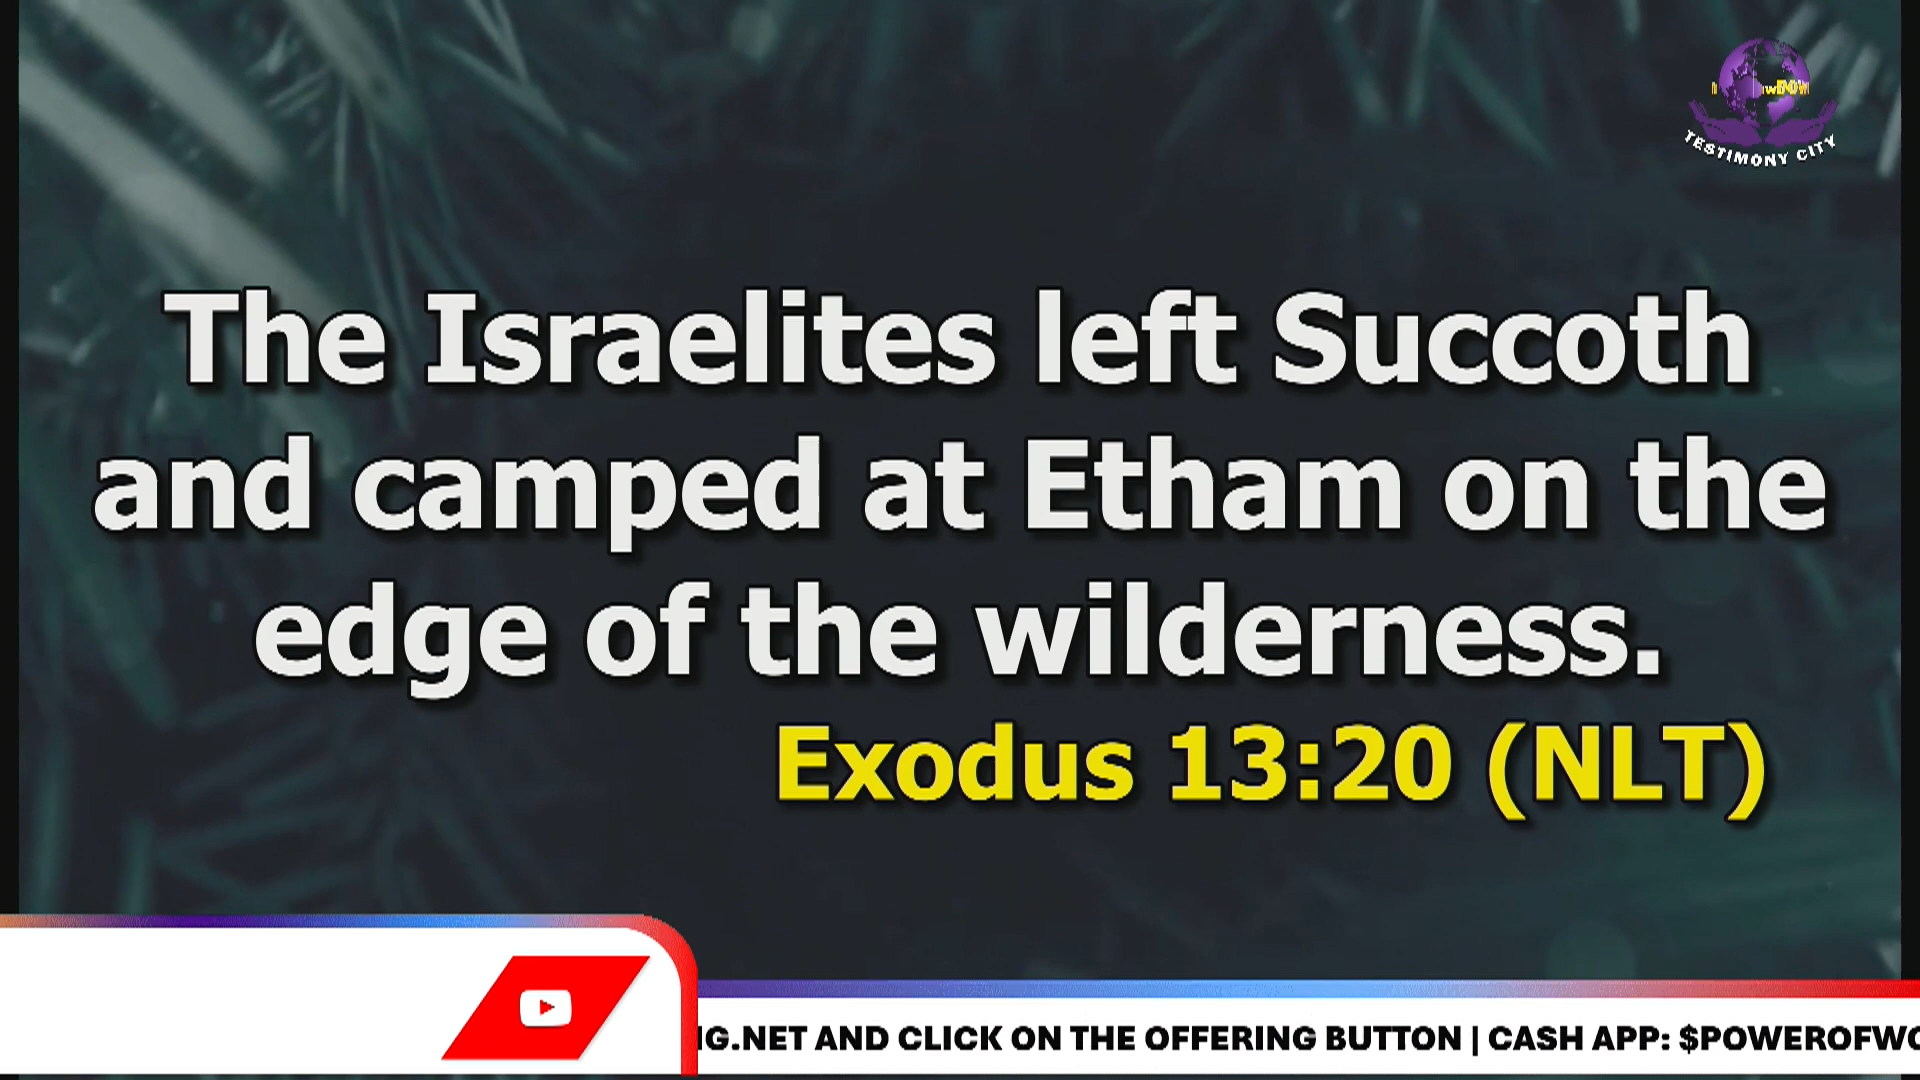 TESTIMONY CITY
The Israelites left Succoth
and camped at Etham on the
edge of the wilderness.
Exodus 13:20 (NLT)
.NET AND CLICK ON THE OFFERING BUTTON | CASH APP: $POWEROFWO